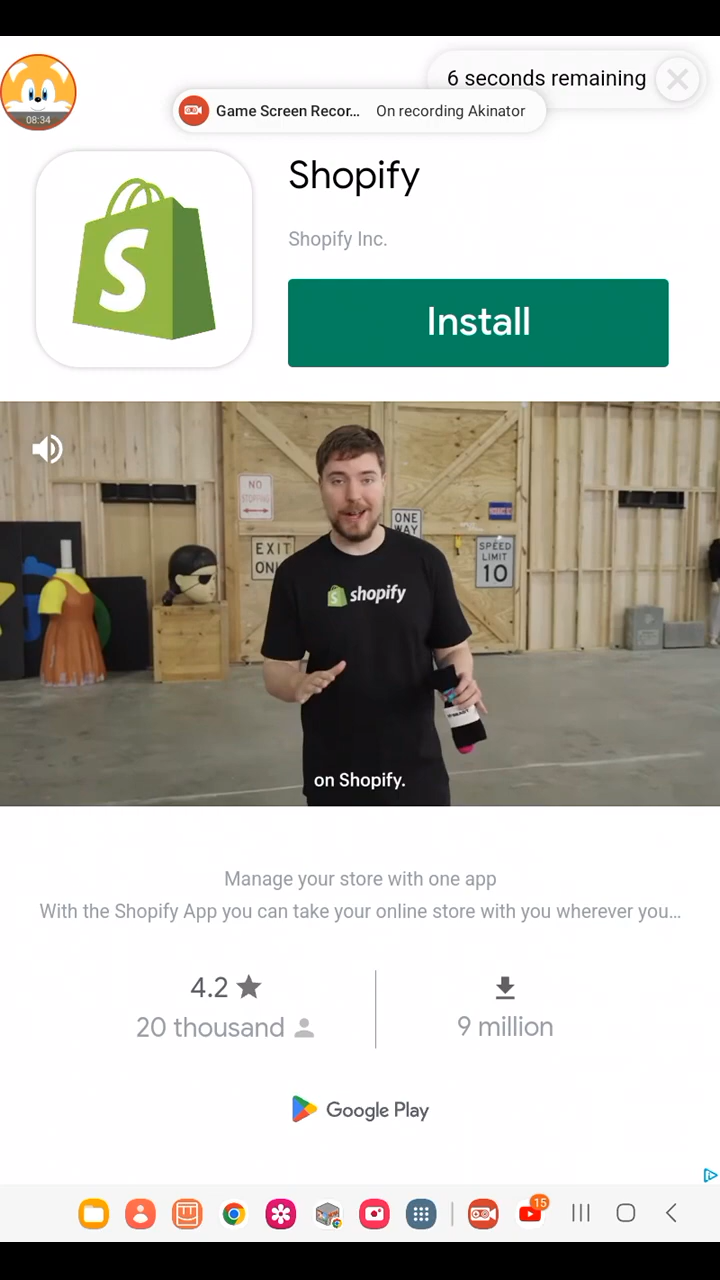 6 seconds remaining
08:34
Game Screen Recor... On recording Akinator
Shopify
Shopify Inc.
Install
NO
STOPPING
ONE
WAY
EXIT
ONLY
SPEED
LIMIT
10
shopify
on Shopify.
Manage your store with one app
With the Shopify App you can take your online store with you wherever you...
4.2
20 thousand
9 million
Google Play
15